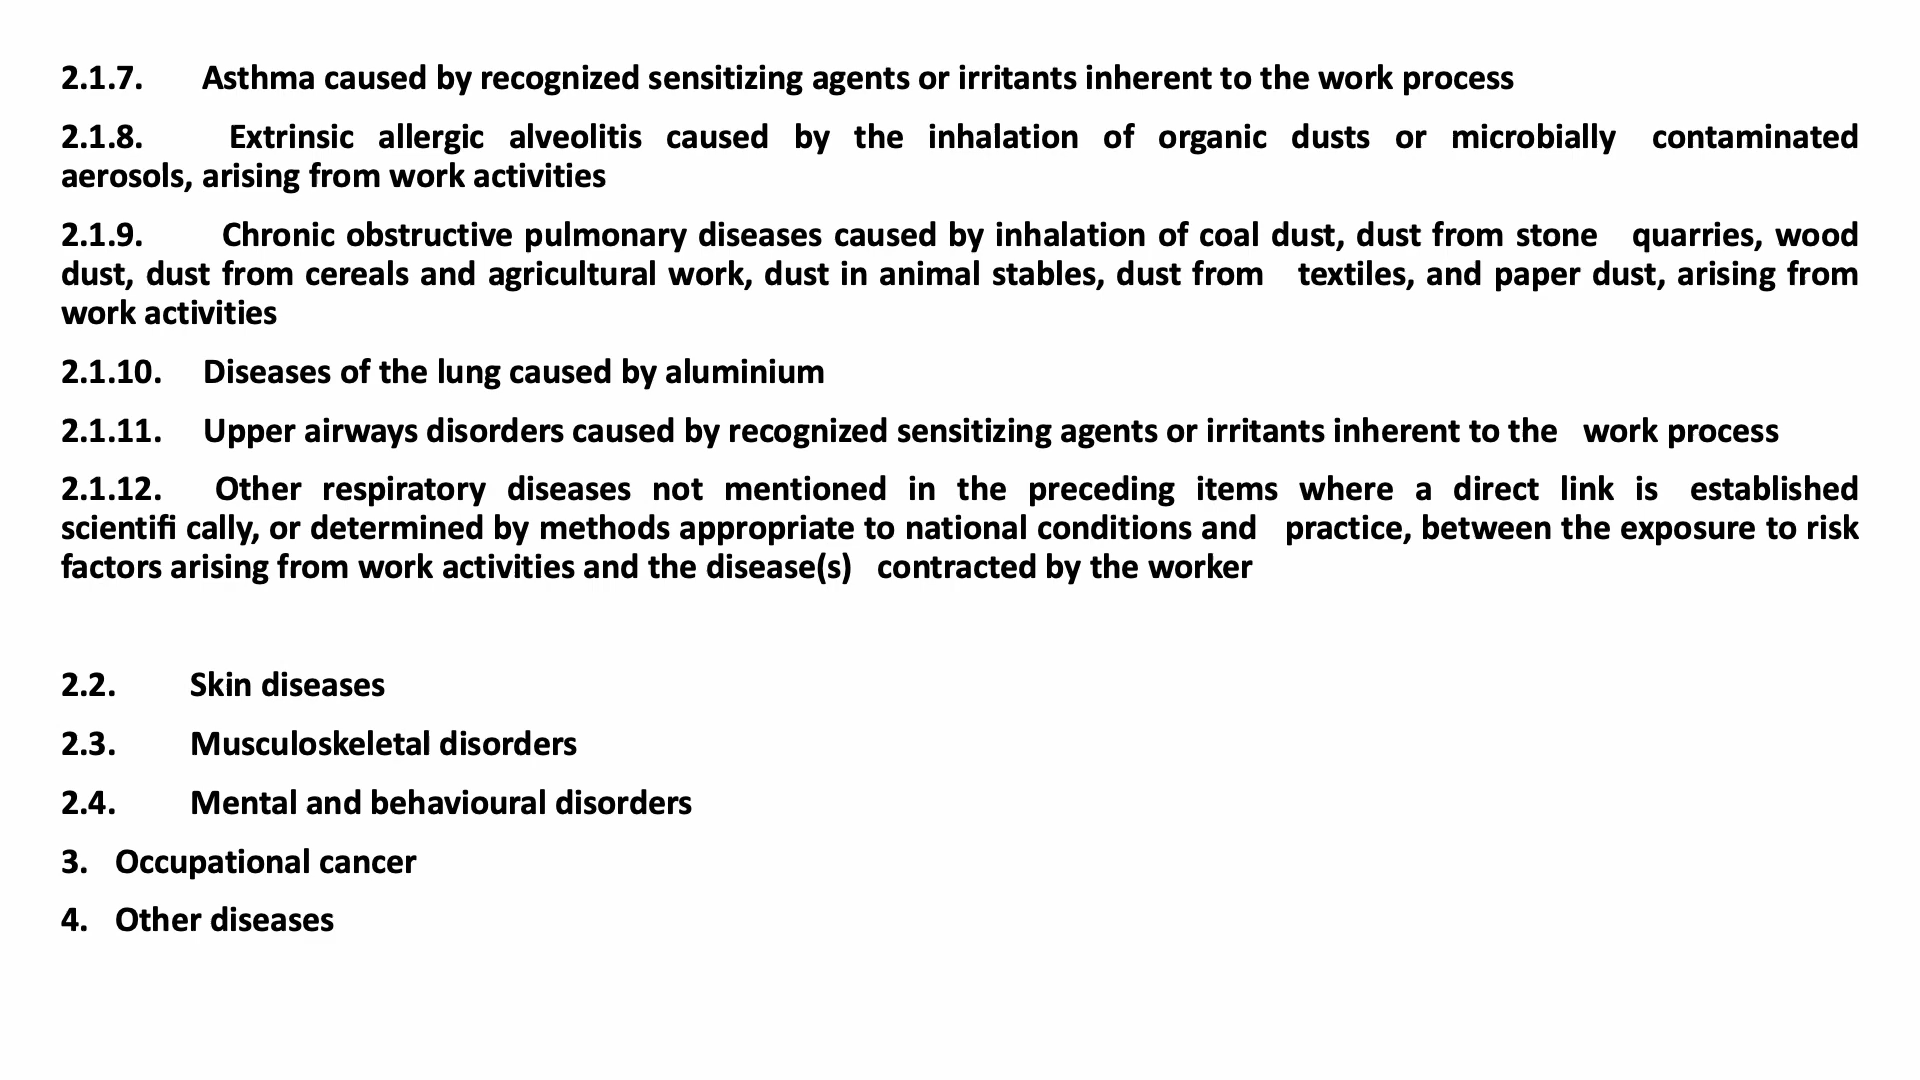 2.1.7. Asthma caused by recognized sensitizing agents or irritants inherent to the work process
2.1.8. Extrinsic allergic alveolitis caused by the inhalation of organic dusts or microbially contaminated
aerosols, arising from work activities
2.1.9. Chronic obstructive pulmonary diseases caused by inhalation of coal dust, dust from stone quarries, wood
dust, dust from cereals and agricultural work, dust in animal stables, dust from textiles, and paper dust, arising from
work activities
2.1.10. Diseases of the lung caused by aluminium
2.1.11. Upper airways disorders caused by recognized sensitizing agents or irritants inherent to the work process
2.1.12. Other respiratory diseases not mentioned in the preceding items where a direct link is established
scientifi cally, or determined by methods appropriate to national conditions and practice, between the exposure to risk
factors arising from work activities and the disease(s) contracted by the worker
2.2. Skin diseases
2.3. Musculoskeletal disorders
2.4. Mental and behavioural disorders
3. Occupational cancer
4. Other diseases